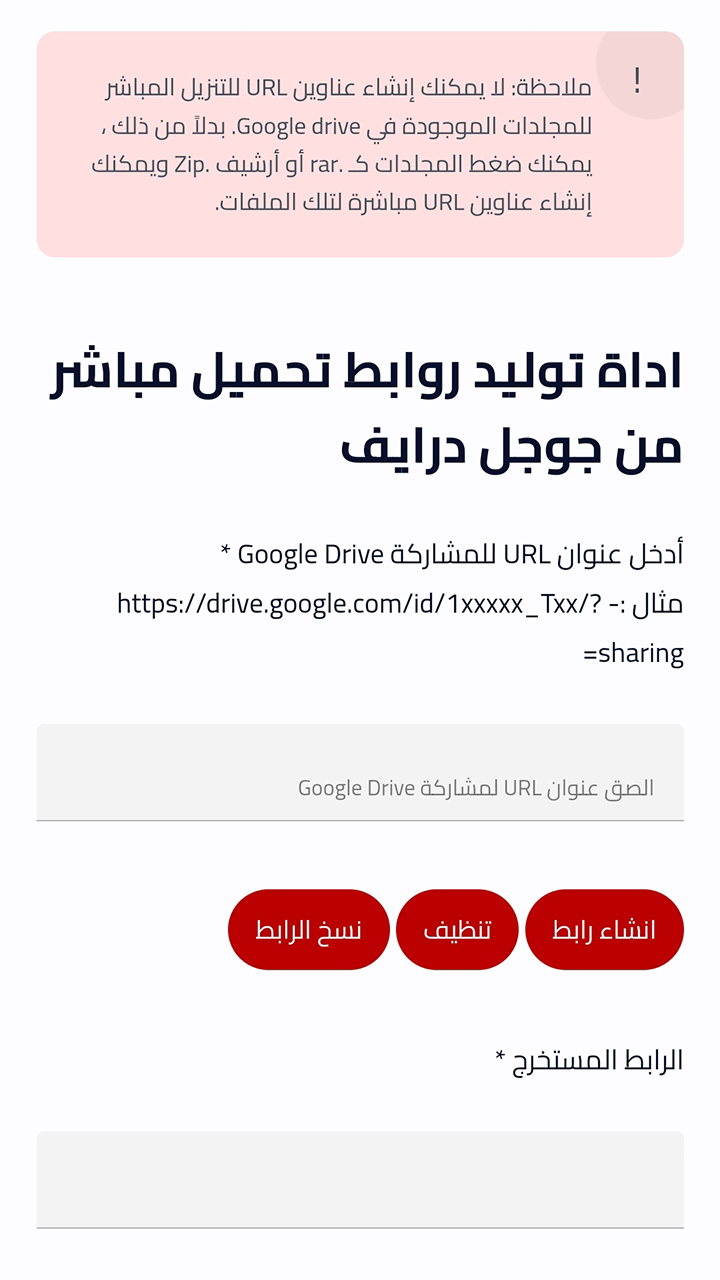 !
ملاحظة: لا يمكنك إنشاء عناوين URL للتنزيل المباشر
للمجلدات الموجودة في Google drive. بدلاً من ذلك ،
يمكنك ضغط المجلدات كـ .rar أو أرشيف .Zip ويمكنك
إنشاء عناوين URL مباشرة لتلك الملفات.
اداة توليد روابط تحميل مباشر
من جوجل درايف
أدخل عنوان URL للمشاركة Google Drive *
مثال :- https://drive.google.com/id/1xxxxx_Txx/?
=sharing
الصق عنوان URL لمشاركة Google Drive
انشاء رابط تنظيف نسخ الرابط
الرابط المستخرج *